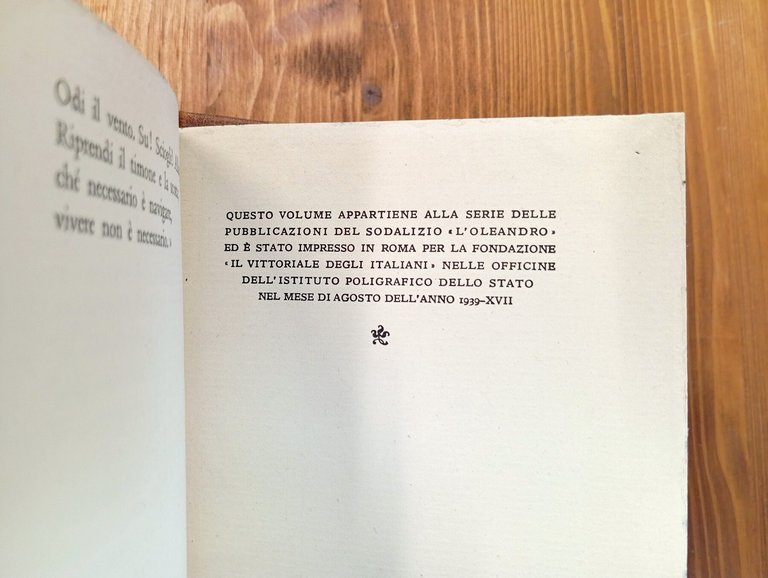 Odi il vento. Su! Sciogli!
Riprendi il timone e la
ché necessario è navigare,
vivere non è necessario.»
QUESTO VOLUME APPARTIENE ALLA SERIE DELLE
PUBBLICAZIONI DEL SODALIZIO «L'OLEANDRO»
ED È STATO IMPRESSO IN ROMA PER LA FONDAZIONE
«IL VITTORIALE DEGLI ITALIANI» NELLE OFFICINE
DELL'ISTITUTO POLIGRAFICO DELLO STATO
NEL MESE DI AGOSTO DELL'ANNO 1939–XVII